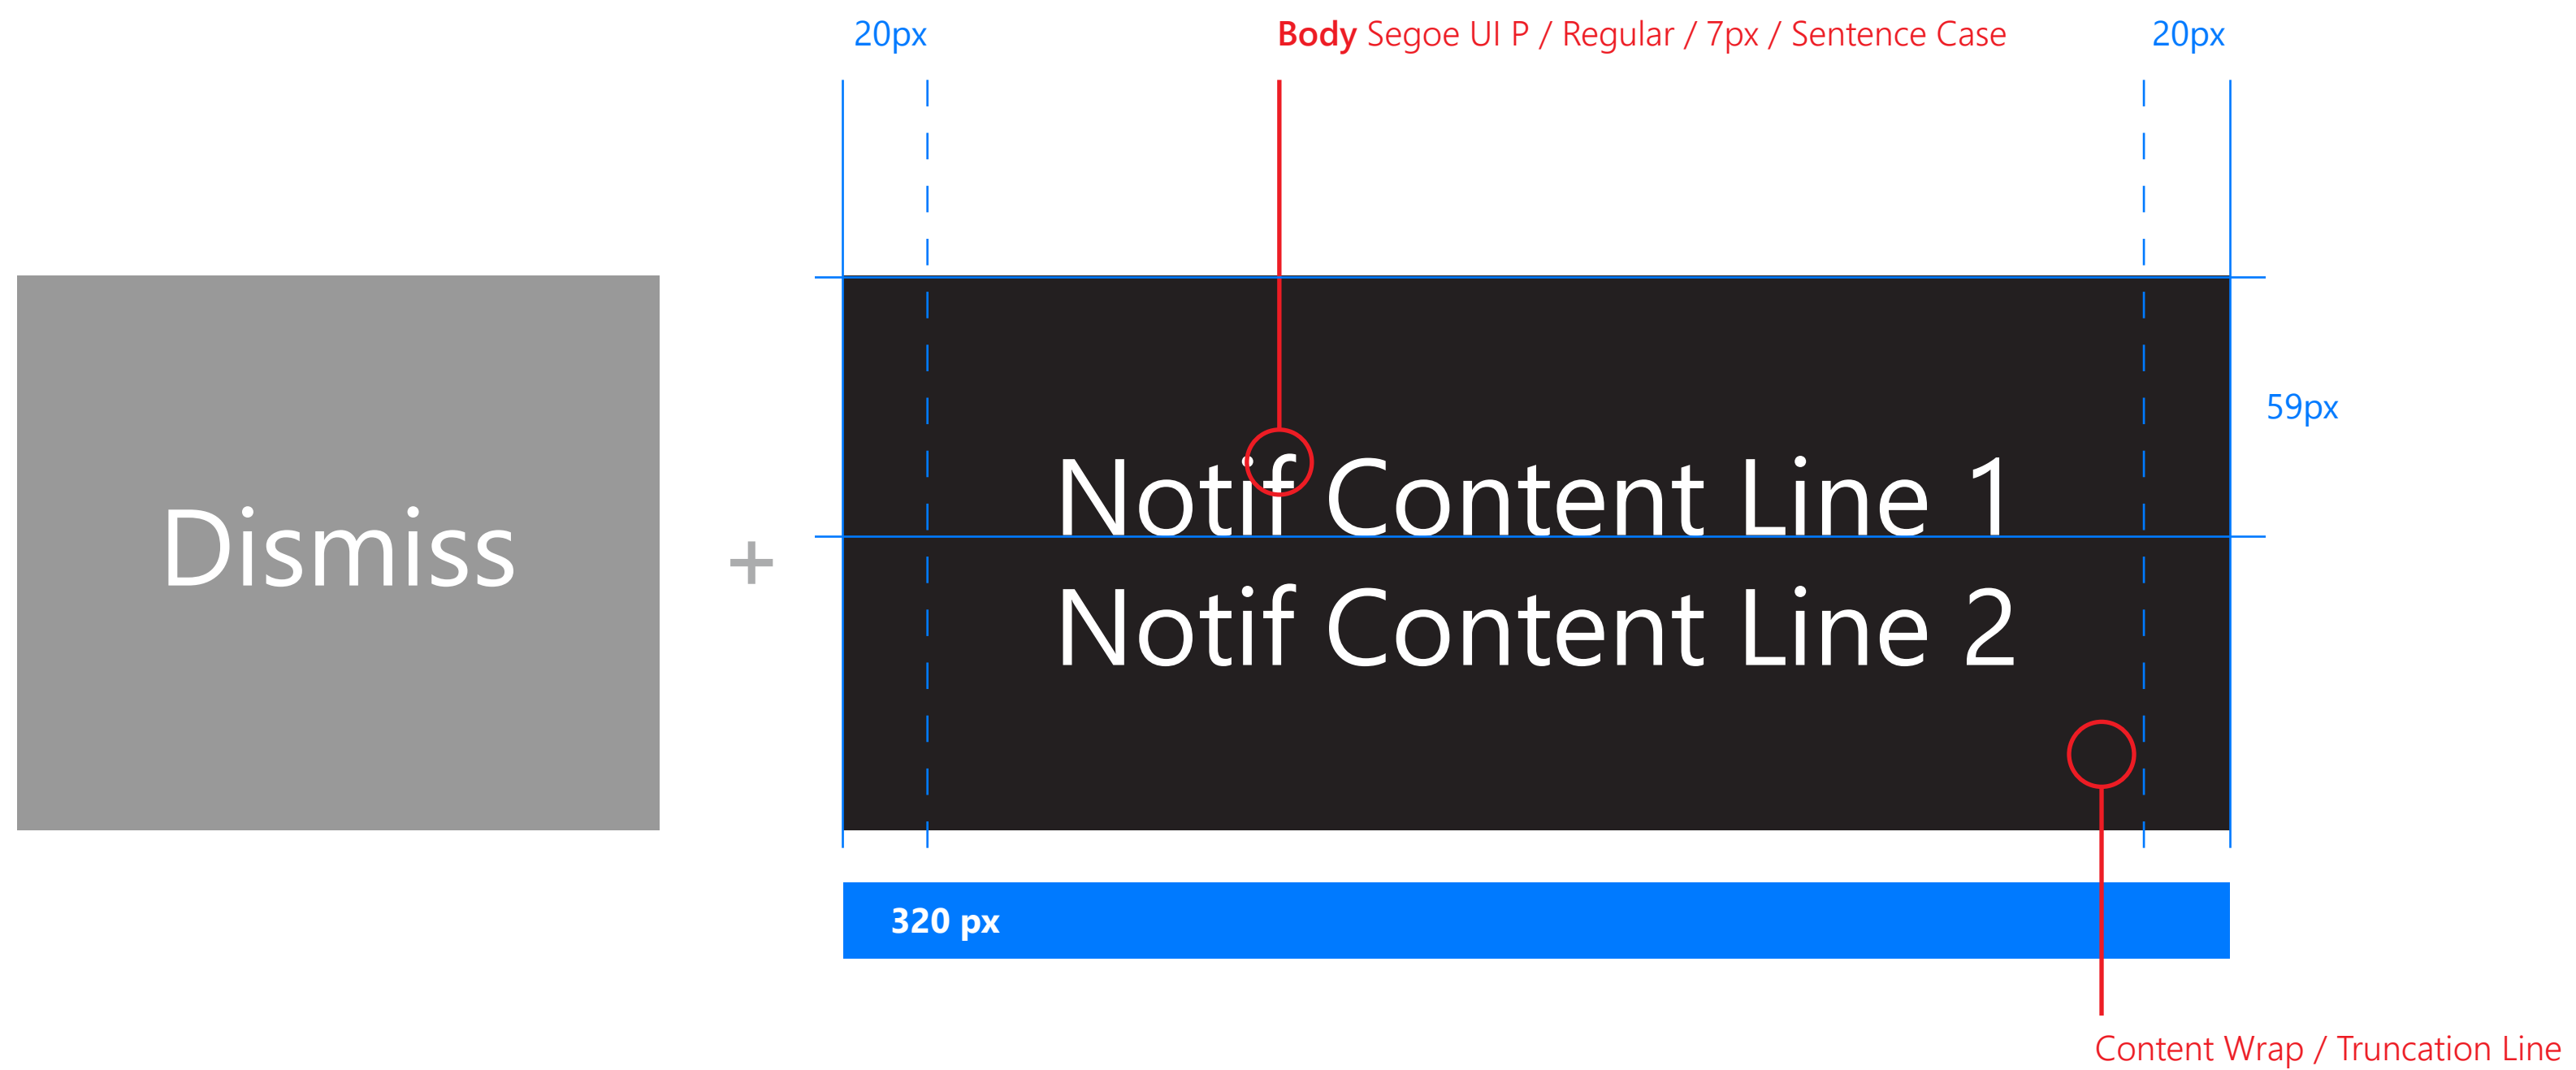 20px
Body Segoe UI P / Regular / 7px / Sentence Case
20px
59px
Dismiss
+
Notif Content Line 1
Notif Content Line 2
320 px
Content Wrap / Truncation Line